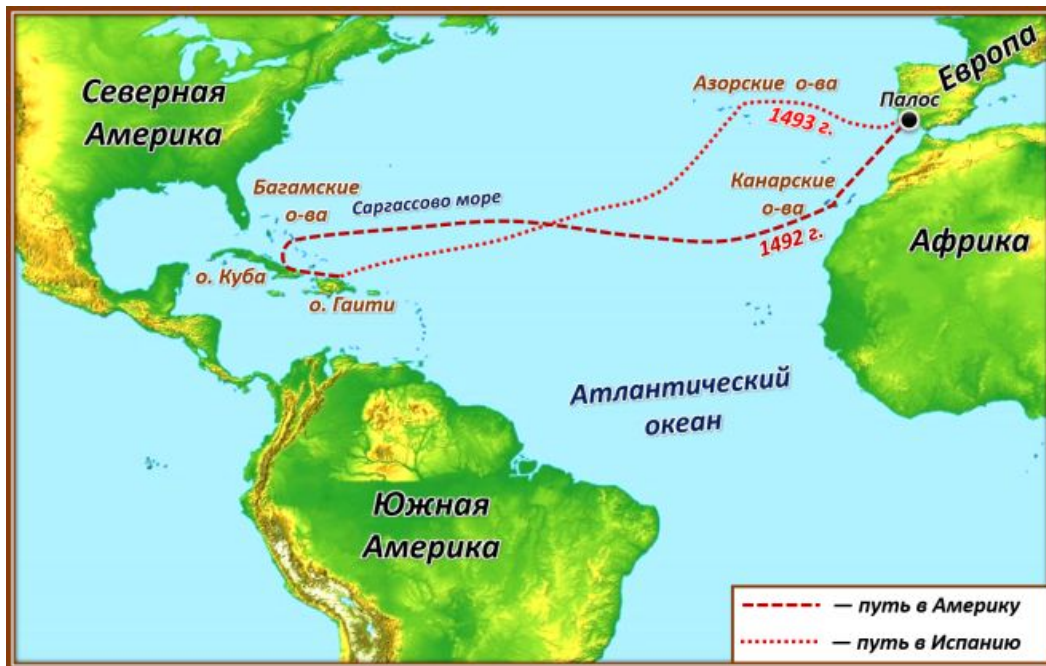 Северная
Америка
Азорские о-ва
1493 г.
Палос
Европа
Багамские
о-ва
Саргассово море
Канарские
о-ва
1492 г.
Африка
о. Куба
о. Гаити
Атлантический
океан
Южная
Америка
— путь в Америку
— путь в Испанию